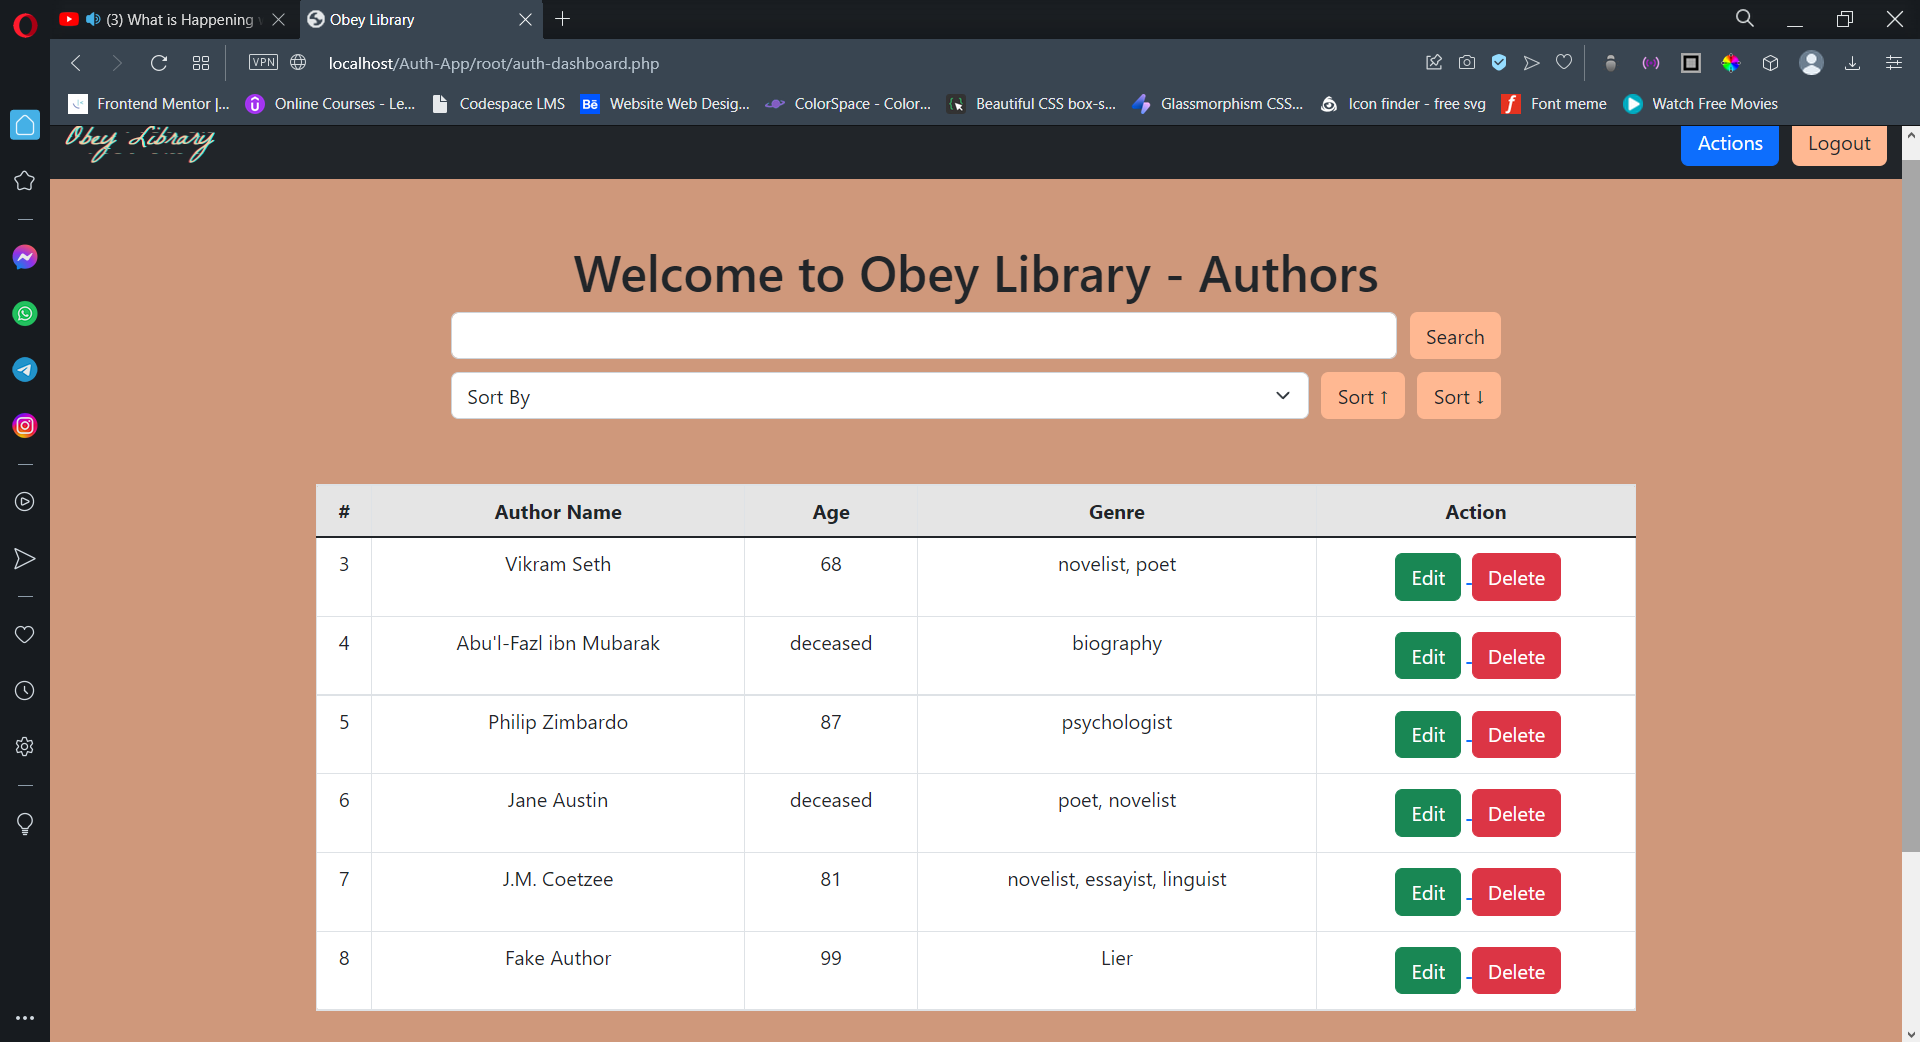 (3) What is Happening
Obey Library
VPN
localhost/Auth-App/root/auth-dashboard.php
Frontend Mentor |...
Online Courses - Le...
Codespace LMS
Bē Website Web Desig...
ColorSpace - Color...
Beautiful CSS box-s...
Glassmorphism CSS...
Icon finder - free svg
f Font meme
Watch Free Movies
Obey Library
Actions
Logout
Welcome to Obey Library - Authors
Search
Sort By
Sort ↑
Sort ↓
# Author Name Age Genre Action
3 Vikram Seth 68 novelist, poet Edit Delete
4 Abu'l-Fazl ibn Mubarak deceased biography Edit Delete
5 Philip Zimbardo 87 psychologist Edit Delete
6 Jane Austin deceased poet, novelist Edit Delete
7 J.M. Coetzee 81 novelist, essayist, linguist Edit Delete
8 Fake Author 99 Lier Edit Delete